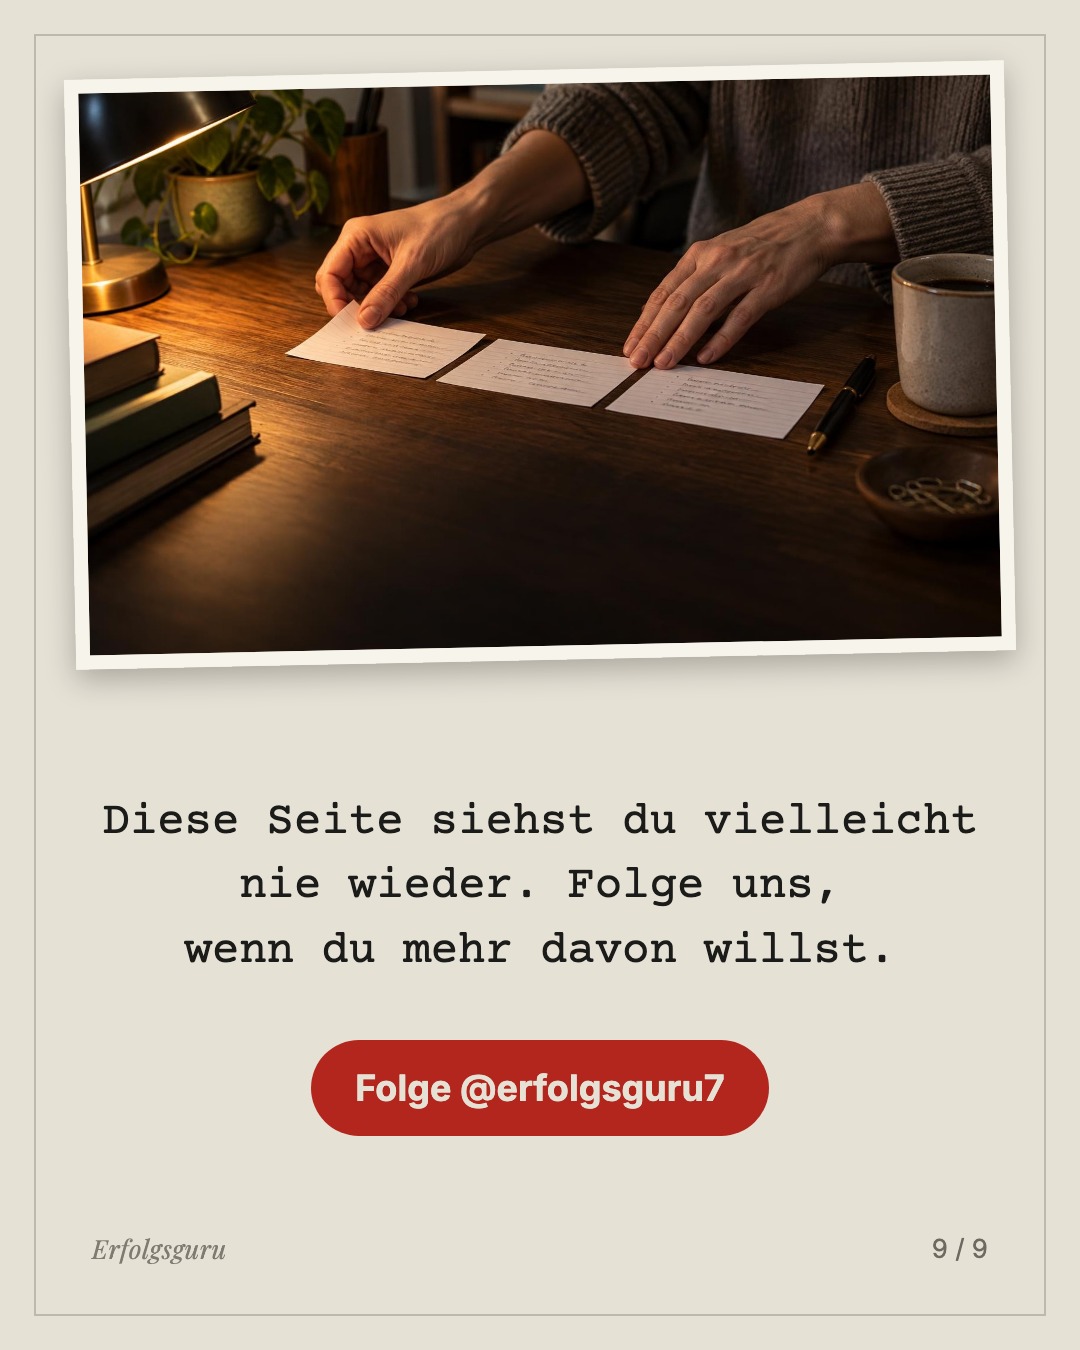 Diese Seite siehst du vielleicht
nie wieder. Folge uns,
wenn du mehr davon willst.
Folge @erfolgsguru7
Erfolgsguru
9 / 9